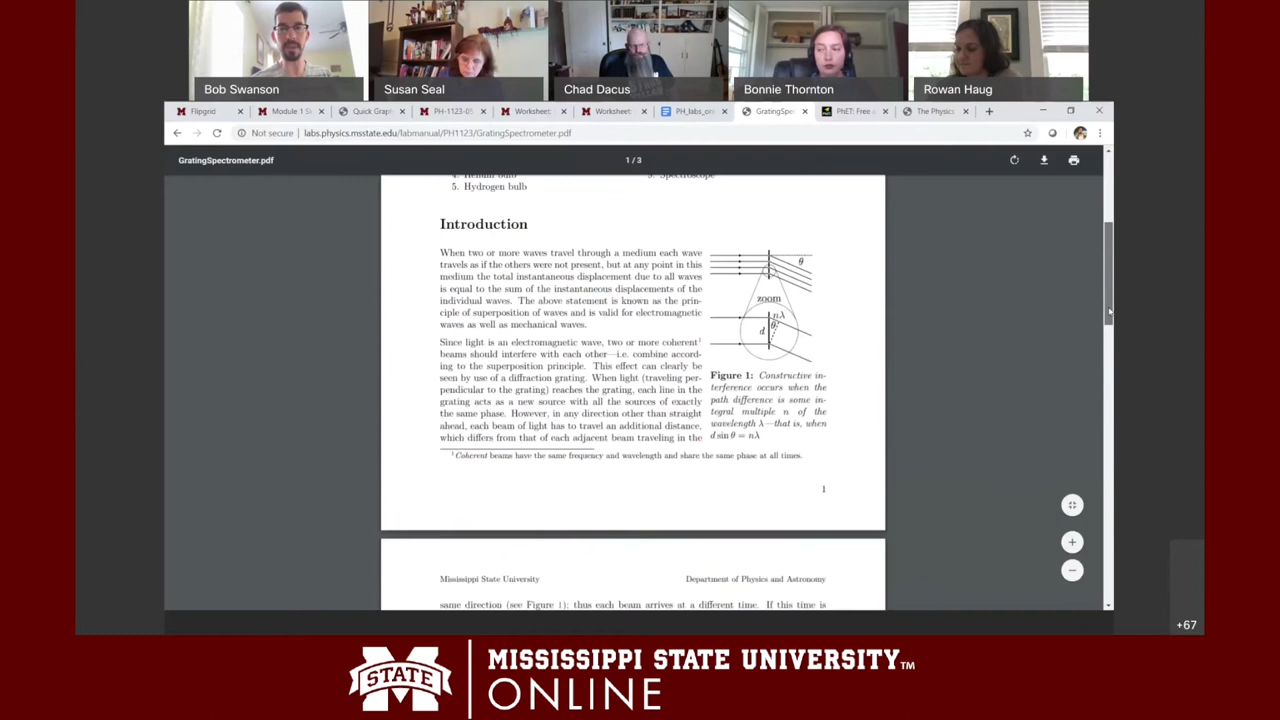 Bob Swanson
Susan Seal
Chad Dacus
Bonnie Thornton
Rowan Haug
Flipgrid
Module 1 S
Quick Grap
PH-1123-05
Worksheet
Worksheet
PH_labs_on
GratingSpe
PhET: Free
The Physics
Not secure | labs.physics.msstate.edu/labmanual/PH1123/GratingSpectrometer.pdf
GratingSpectrometer.pdf
1 / 3
4. Helium bulb
9. Spectroscope
5. Hydrogen bulb
Introduction
When two or more waves travel through a medium each wave
travels as if the others were not present, but at any point in this
medium the total instantaneous displacement due to all waves
is equal to the sum of the instantaneous displacements of the
individual waves. The above statement is known as the prin-
ciple of superposition of waves and is valid for electromagnetic
waves as well as mechanical waves.
Since light is an electromagnetic wave, two or more coherent¹
beams should interfere with each other—i.e. combine accord-
ing to the superposition principle. This effect can clearly be
seen by use of a diffraction grating. When light (traveling per-
pendicular to the grating) reaches the grating, each line in the
grating acts as a new source with all the sources of exactly
the same phase. However, in any direction other than straight
ahead, each beam of light has to travel an additional distance,
which differs from that of each adjacent beam traveling in the
θ
zoom
nλ
θ
d
Figure 1: Constructive in-
terference occurs when the
path difference is some in-
tegral multiple n of the
wavelength λ—that is, when
d sin θ = nλ
¹Coherent beams have the same frequency and wavelength and share the same phase at all times.
1
Mississippi State University
Department of Physics and Astronomy
same direction (see Figure 1); thus each beam arrives at a different time. If this time is
+67
STATE
MISSISSIPPI STATE UNIVERSITY™
ONLINE